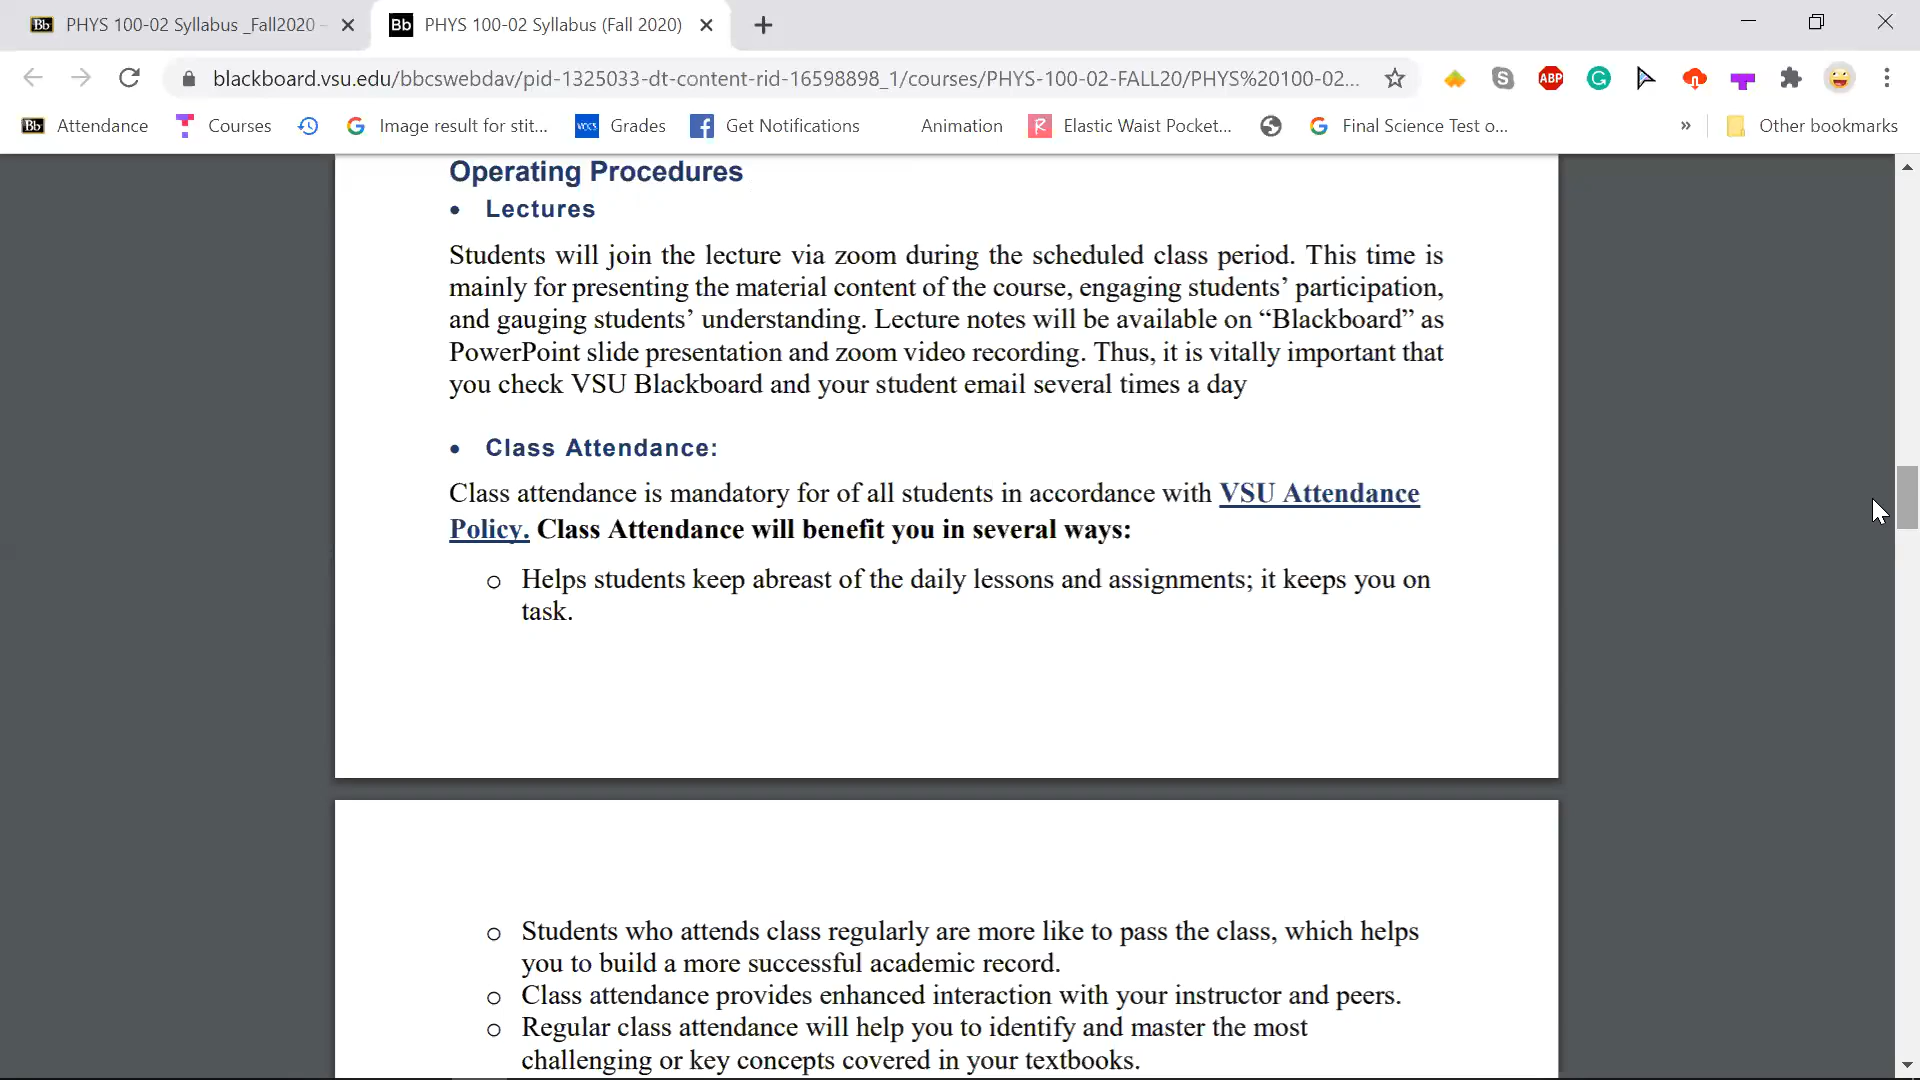 PHYS 100-02 Syllabus _Fall2020 –
PHYS 100-02 Syllabus (Fall 2020)
blackboard.vsu.edu/bbcswebdav/pid-1325033-dt-content-rid-16598898_1/courses/PHYS-100-02-FALL20/PHYS%20100-02...
Bb Attendance Courses Image result for stit... VCCS Grades Get Notifications Animation R Elastic Waist Pocket... Final Science Test o... » Other bookmarks
Operating Procedures
• Lectures
Students will join the lecture via zoom during the scheduled class period. This time is
mainly for presenting the material content of the course, engaging students’ participation,
and gauging students’ understanding. Lecture notes will be available on “Blackboard” as
PowerPoint slide presentation and zoom video recording. Thus, it is vitally important that
you check VSU Blackboard and your student email several times a day
• Class Attendance:
Class attendance is mandatory for of all students in accordance with VSU Attendance
Policy. Class Attendance will benefit you in several ways:
o Helps students keep abreast of the daily lessons and assignments; it keeps you on
task.
o Students who attends class regularly are more like to pass the class, which helps
you to build a more successful academic record.
o Class attendance provides enhanced interaction with your instructor and peers.
o Regular class attendance will help you to identify and master the most
challenging or key concepts covered in your textbooks.